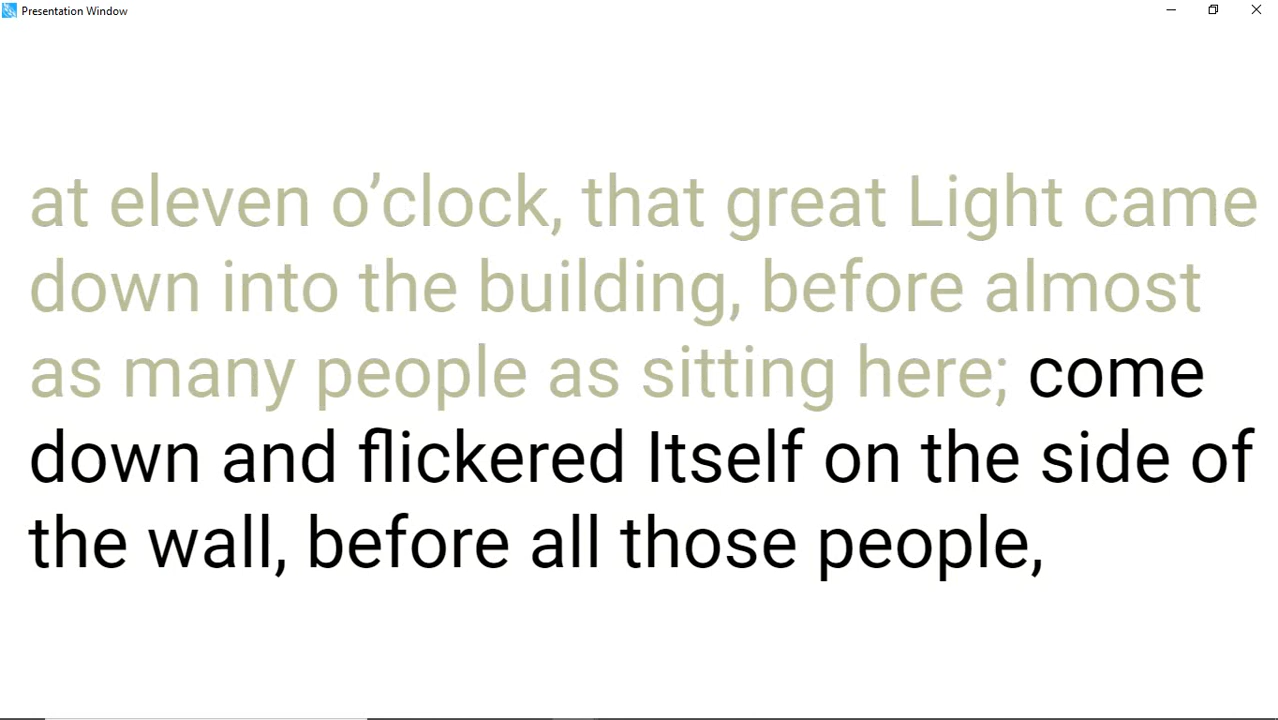 Presentation Window
at eleven o’clock, that great Light came
down into the building, before almost
as many people as sitting here; come
down and flickered Itself on the side of
the wall, before all those people,